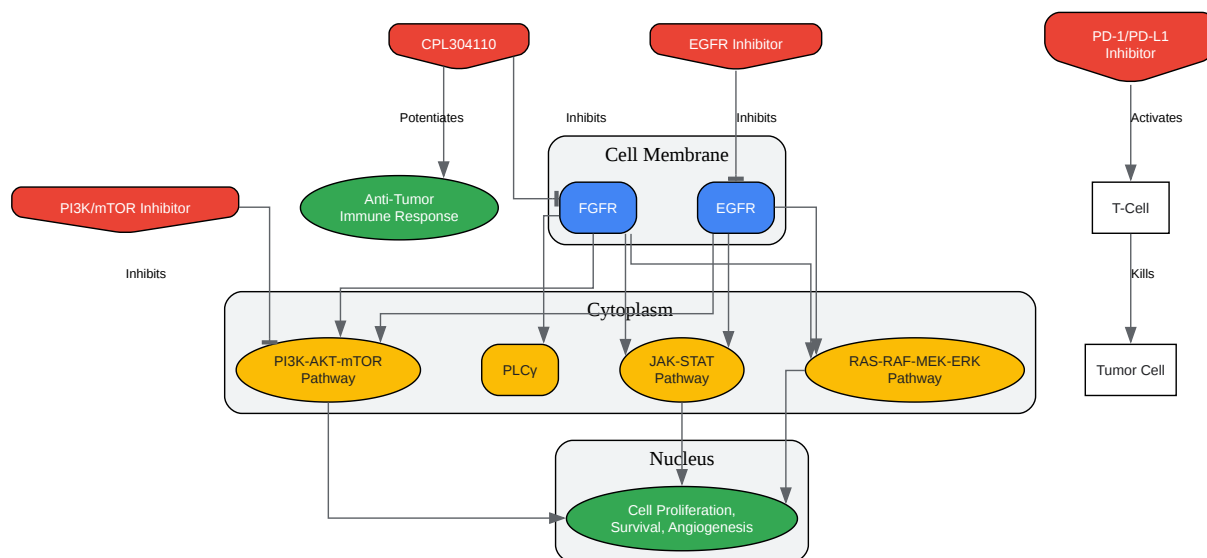 CPL304110
EGFR Inhibitor
PD-1/PD-L1
Inhibitor
Potentiates
Inhibits
Inhibits
Activates
Cell Membrane
Anti-Tumor
Immune Response
FGFR
EGFR
T-Cell
PI3K/mTOR Inhibitor
Inhibits
Kills
Cytoplasm
PI3K-AKT-mTOR
Pathway
PLCγ
JAK-STAT
Pathway
RAS-RAF-MEK-ERK
Pathway
Tumor Cell
Nucleus
Cell Proliferation,
Survival, Angiogenesis